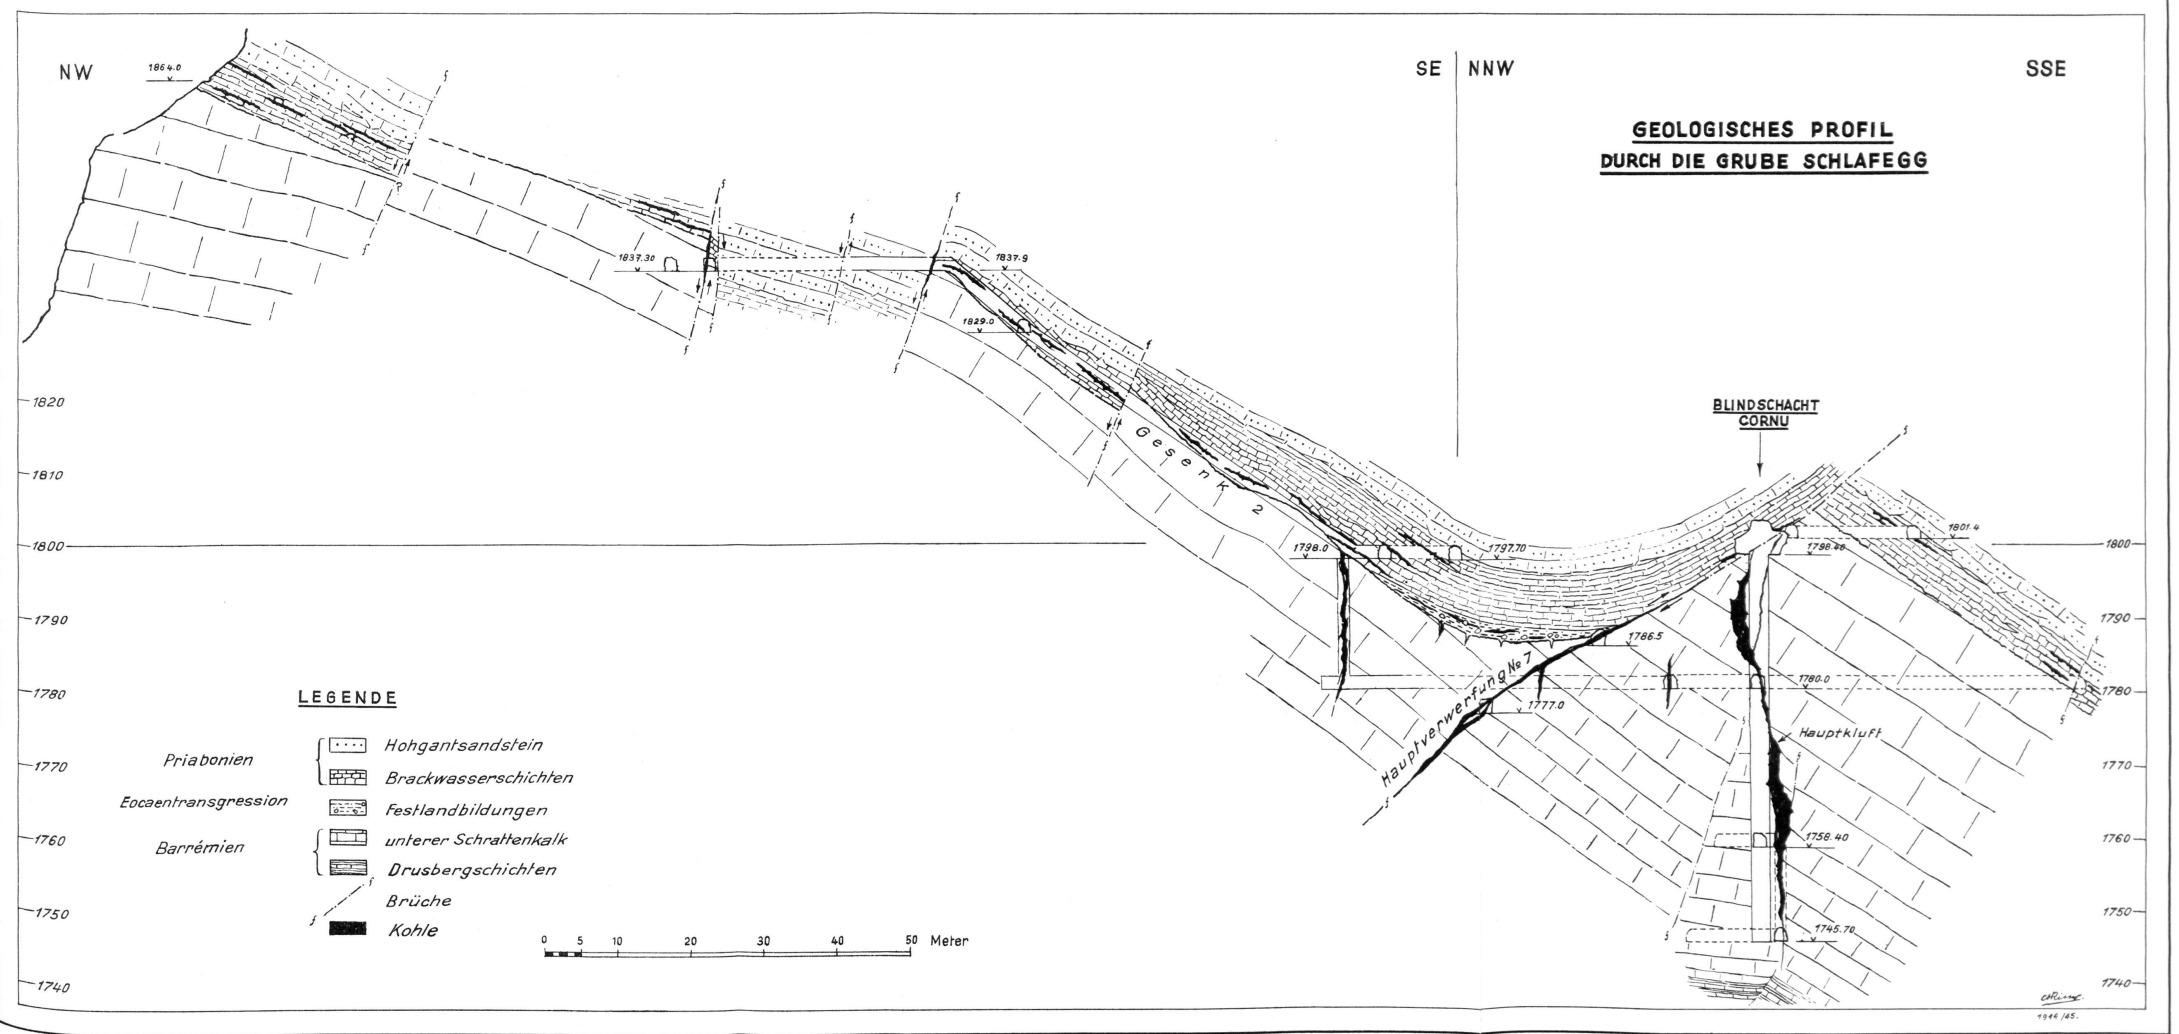 NW
SE
NNW
SSE
GEOLOGISCHES PROFIL
DURCH DIE GRUBE SCHLAFEGG
1864.0
?
1837.30
1837.9
1829.0
BLINDSCHACHT
CORNU
Gesenk 2
1798.0
1797.70
1801.4
1798.40
1786.5
1780.0
1777.0
Hauptverwerfung No 7
Hauptkluft
1758.40
1745.70
1820
1810
1800
1790
1780
1770
1760
1750
1740
1800
1790
1780
1770
1760
1750
1740
LEGENDE
Priabonien
Hohgantsandstein
Brackwasserschichten
Eocaentransgression
Festlandbildungen
Barrémien
unterer Schrattenkalk
Drusbergschichten
Brüche
Kohle
0 5 10 20 30 40 50 Meter